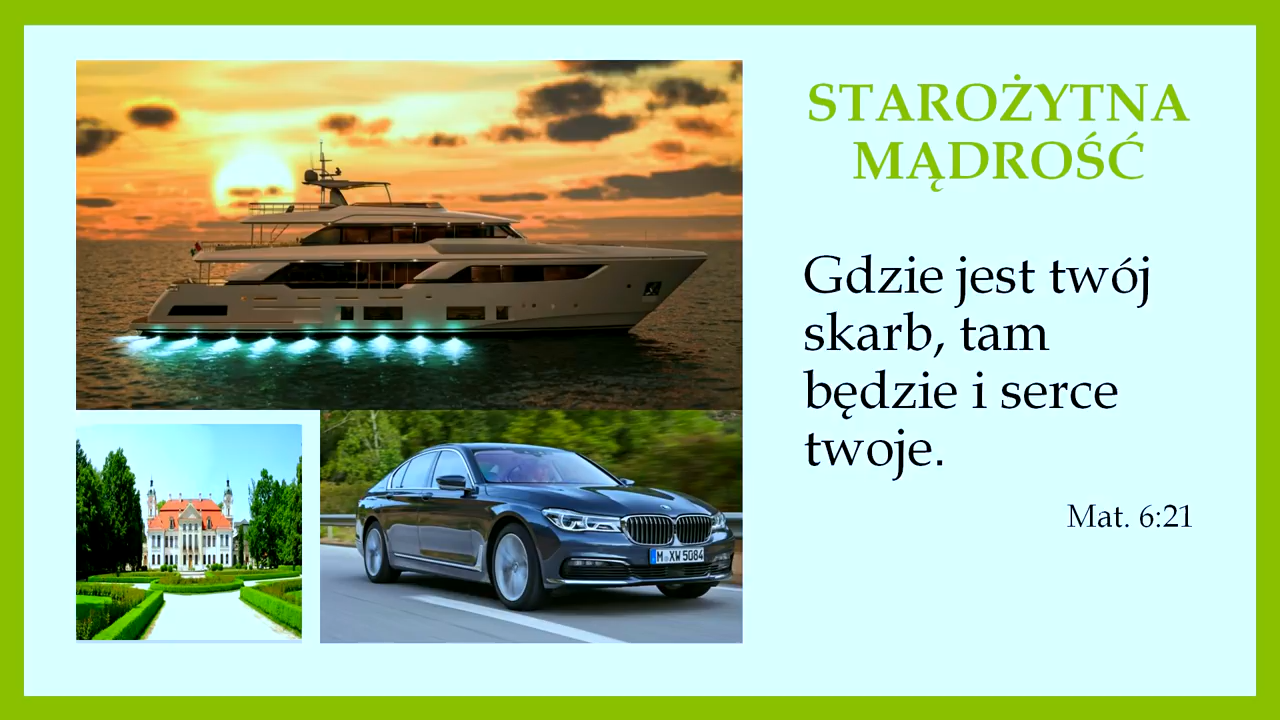 STAROŻYTNA
MĄDROŚĆ
Gdzie jest twój
skarb, tam
będzie i serce
twoje.
Mat. 6:21
M XW 5084